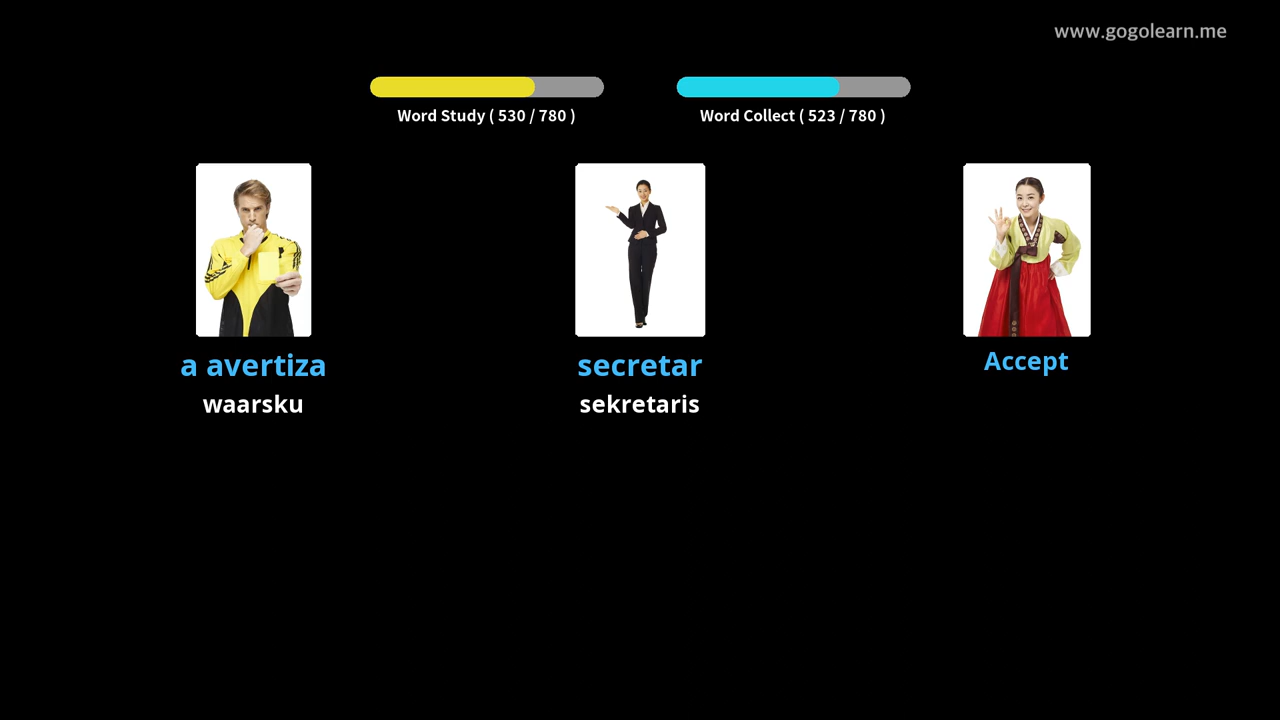 www.gogolearn.me
Word Study ( 530 / 780 )
Word Collect ( 523 / 780 )
a avertiza
waarsku
secretar
sekretaris
Accept